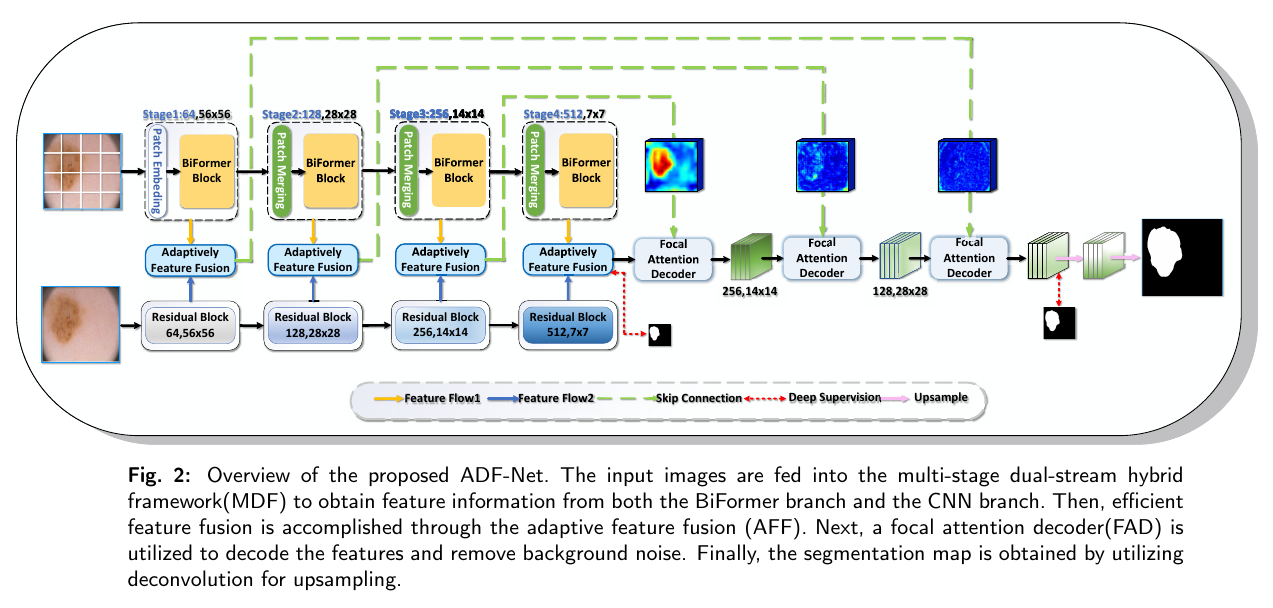 Stage1:64,56x56
Stage2:128,28x28
Stage3:256,14x14
Stage4:512,7x7
Patch Embeding
BiFormer
Block
Patch Merging
BiFormer
Block
Patch Merging
BiFormer
Block
Patch Merging
BiFormer
Block
Adaptively
Feature Fusion
Adaptively
Feature Fusion
Adaptively
Feature Fusion
Adaptively
Feature Fusion
Focal
Attention
Decoder
256,14x14
Focal
Attention
Decoder
128,28x28
Focal
Attention
Decoder
Residual Block
64,56x56
Residual Block
128,28x28
Residual Block
256,14x14
Residual Block
512,7x7
Feature Flow1
Feature Flow2
Skip Connection
Deep Supervision
Upsample
Fig. 2: Overview of the proposed ADF-Net. The input images are fed into the multi-stage dual-stream hybrid
framework(MDF) to obtain feature information from both the BiFormer branch and the CNN branch. Then, efficient
feature fusion is accomplished through the adaptive feature fusion (AFF). Next, a focal attention decoder(FAD) is
utilized to decode the features and remove background noise. Finally, the segmentation map is obtained by utilizing
deconvolution for upsampling.